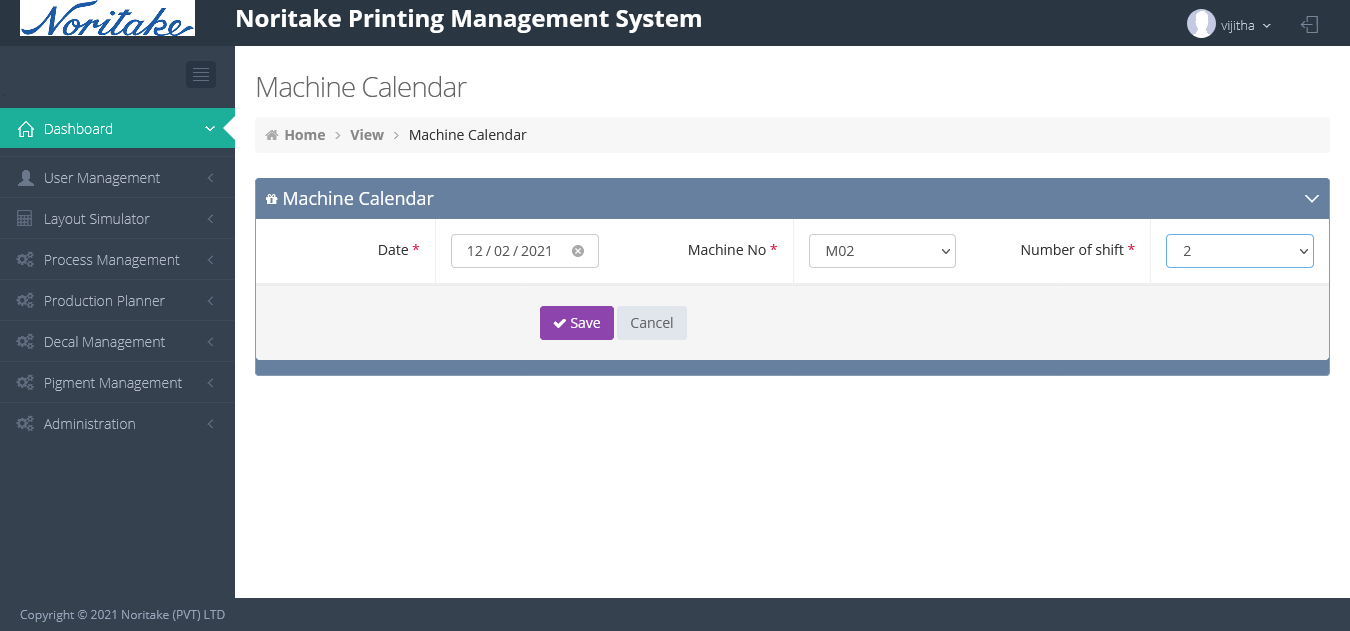 Noritake
Noritake Printing Management System
vijitha
Machine Calendar
Home > View > Machine Calendar
Dashboard
User Management
Layout Simulator
Process Management
Production Planner
Decal Management
Pigment Management
Administration
Machine Calendar
Date * 12 / 02 / 2021 Machine No * M02 Number of shift * 2
Save Cancel
Copyright © 2021 Noritake (PVT) LTD